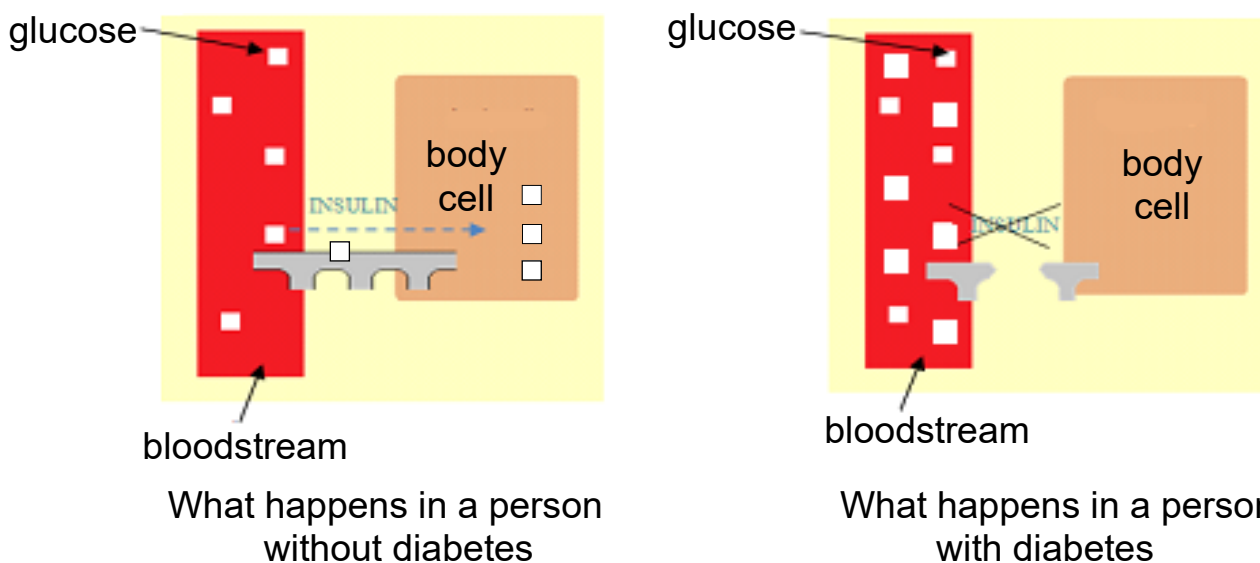 glucose
body
cell
INSULIN
bloodstream
What happens in a person
without diabetes
glucose
body
cell
INSULIN
bloodstream
What happens in a perso
with diabetes